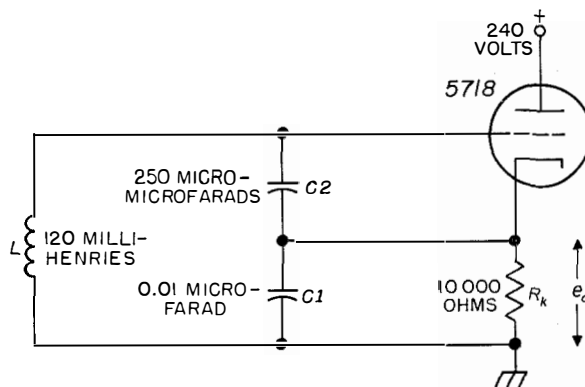 +
240
VOLTS
5718
250 MICRO-
MICROFARADS
C2
L
120 MILLI-
HENRIES
0.01 MICRO-
FARAD
C1
10 000
OHMS
Rk